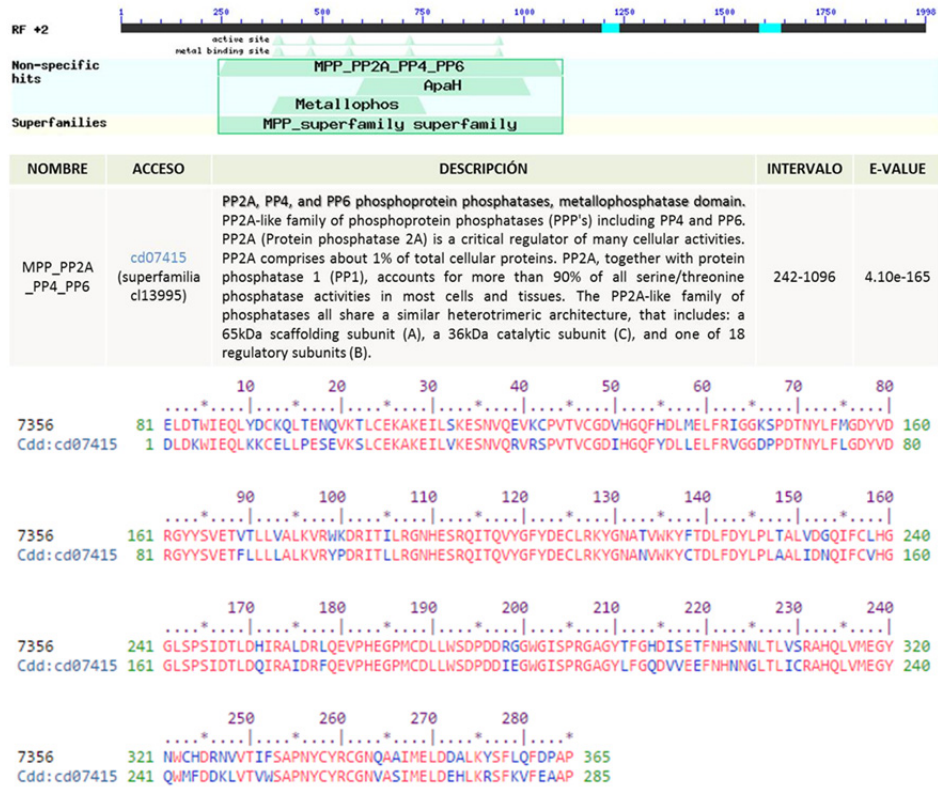 1 250 500 750 1000 1250 1500 1750 1998
RF +2
active site
metal binding site
Non-specific hits
MPP_PP2A_PP4_PP6
ApaH
Metallophos
Superfamilies
MPP_superfamily superfamily
NOMBRE ACCESO DESCRIPCIÓN INTERVALO E-VALUE
MPP_PP2A_PP4_PP6
cd07415
(superfamilia
cl13995)
PP2A, PP4, and PP6 phosphoprotein phosphatases, metallophosphatase domain.
PP2A-like family of phosphoprotein phosphatases (PPP's) including PP4 and PP6.
PP2A (Protein phosphatase 2A) is a critical regulator of many cellular activities.
PP2A comprises about 1% of total cellular proteins. PP2A, together with protein
phosphatase 1 (PP1), accounts for more than 90% of all serine/threonine
phosphatase activities in most cells and tissues. The PP2A-like family of
phosphatases all share a similar heterotrimeric architecture, that includes: a
65kDa scaffolding subunit (A), a 36kDa catalytic subunit (C), and one of 18
regulatory subunits (B).
242-1096
4.10e-165
10 20 30 40 50 60 70 80
....*....|....*....|....*....|....*....|....*....|....*....|....*....|....*....|
7356 81 ELDTWIEQLYDCKQLTENQVKTLCEKAKEILSKESNVQEVKCPVTVCGDVHGQFHDLMELFRIGGKSPDTNYLFMGDYVD 160
Cdd:cd07415 1 DLDKWIEQLKKCELLPESEVKSLCEKAKEILVKESNVQRVRSPVTVCGDIHGQFYDLLELFRVGGDPPDTNYLFLGDYVD 80
90 100 110 120 130 140 150 160
....*....|....*....|....*....|....*....|....*....|....*....|....*....|....*....|
7356 161 RGYYSVETVTLLVALKVRWKDRITILRGNHESRQITQVYGFYDECLRKYGNATVWKYFTDLFDYLPLTALVDGQIFCLHG 240
Cdd:cd07415 81 RGYYSVETFLLLLALKVRYPDRITLLRGNHESRQITQVYGFYDECLRKYGNANVWKYCTDLFDYLPLAALIDNQIFCVHG 160
170 180 190 200 210 220 230 240
....*....|....*....|....*....|....*....|....*....|....*....|....*....|....*....|
7356 241 GLSPSIDTLDHIRALDRLQEVPHEGPMCDLLWSDPDDRGGWGISPRGAGYTFGHDISETFNHSNNLTLVSRAHQLVMEGY 320
Cdd:cd07415 161 GLSPSIDTLDQIRAIDRFQEVPHEGPMCDLLWSDPDDIEGWGISPRGAGYLFGQDVVEEFNHNNGLTLICRAHQLVMEGY 240
250 260 270 280
....*....|....*....|....*....|....*....|....*
7356 321 NWCHDRNVVTIFSAPNYCYRCGNQAAIMELDDALKYSFLQFDPAP 365
Cdd:cd07415 241 QWMFDDKLVTVWSAPNYCYRCGNVASIMELDEHLKRSFKVFEAAP 285